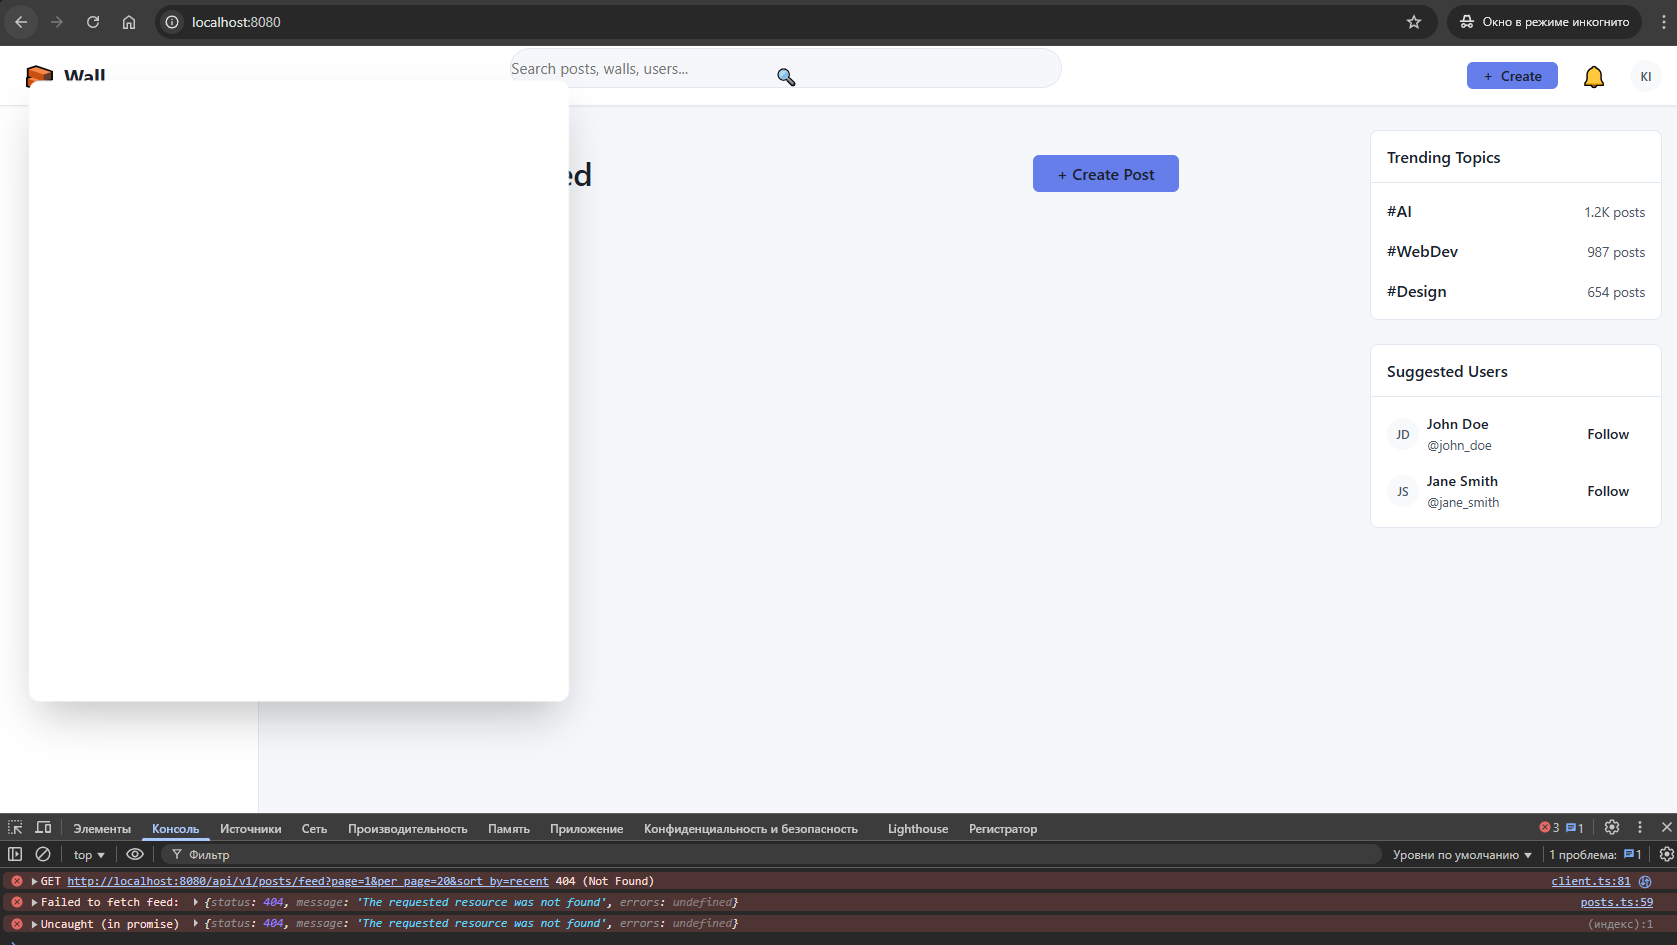 localhost:8080
Окно в режиме инкогнито
Wall
Search posts, walls, users...
+ Create
KI
ed
+ Create Post
Trending Topics
#AI 1.2K posts
#WebDev 987 posts
#Design 654 posts
Suggested Users
JD John Doe Follow
@john_doe
JS Jane Smith Follow
@jane_smith
Элементы Консоль Источники Сеть Производительность Память Приложение Конфиденциальность и безопасность Lighthouse Регистратор 3 1
top Фильтр Уровни по умолчанию 1 проблема: 1
GET http://localhost:8080/api/v1/posts/feed?page=1&per_page=20&sort_by=recent 404 (Not Found) client.ts:81
Failed to fetch feed: {status: 404, message: 'The requested resource was not found', errors: undefined} posts.ts:59
Uncaught (in promise) {status: 404, message: 'The requested resource was not found', errors: undefined} (индекс):1